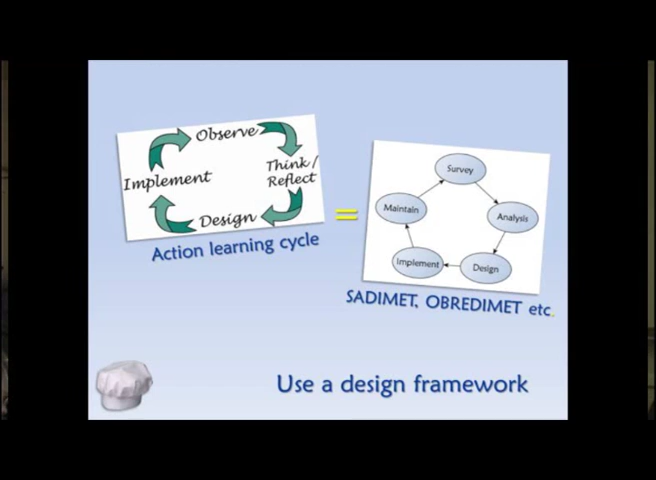 Observe
Think/
Reflect
Design
Implement
Action learning cycle
=
Survey
Analysis
Design
Implement
Maintain
SADIMET, OBREDIMET etc.
Use a design framework